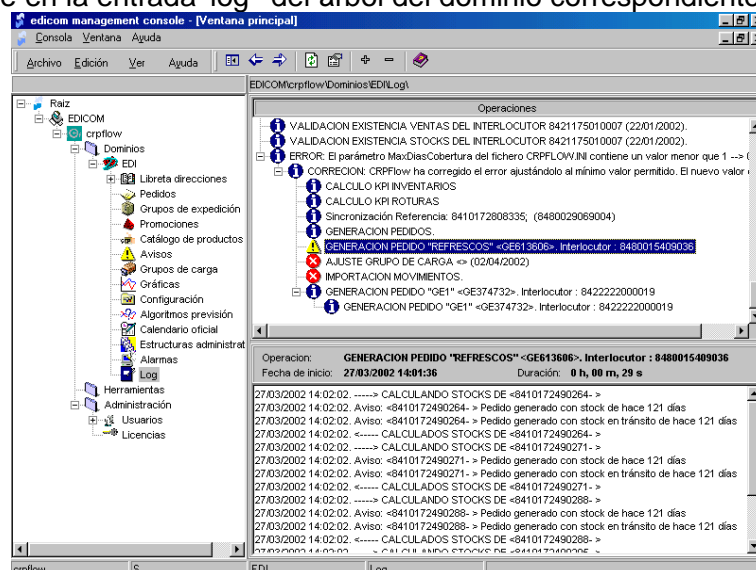 e en la entrada "log" del árbol del dominio correspondiente
edicom management console - [Ventana principal]
Consola Ventana Ayuda
Archivo Edición Ver Ayuda
EDICOM\crpflow\Dominios\EDI\Log\
Raiz
EDICOM
crpflow
Dominios
EDI
Libreta direcciones
Pedidos
Grupos de expedición
Promociones
Catálogo de productos
Avisos
Grupos de carga
Gráficas
Configuración
Algoritmos previsión
Calendario oficial
Estructuras administrat
Alarmas
Log
Herramientas
Administración
Usuarios
Licencias
Operaciones
VALIDACION EXISTENCIA VENTAS DEL INTERLOCUTOR 8421175010007 (22/01/2002).
VALIDACION EXISTENCIA STOCKS DEL INTERLOCUTOR 8421175010007 (22/01/2002).
ERROR: El parámetro MaxDiasCobertura del fichero CRPFLOW.INI contiene un valor menor que 1 -->
CORRECION: CRPFlow ha corregido el error ajustándolo al mínimo valor permitido. El nuevo valor
CALCULO KPI INVENTARIOS
CALCULO KPI ROTURAS
Sincronización Referencia: 8410172808335; (8480029069004)
GENERACION PEDIDOS.
GENERACION PEDIDO "REFRESCOS" <GE613606>. Interlocutor : 8480015409036
AJUSTE GRUPO DE CARGA <> (02/04/2002)
IMPORTACION MOVIMIENTOS.
GENERACION PEDIDO "GE1" <GE374732>. Interlocutor : 8422222000019
GENERACION PEDIDO "GE1" <GE374732>. Interlocutor : 8422222000019
Operacion: GENERACION PEDIDO "REFRESCOS" <GE613606>. Interlocutor : 8480015409036
Fecha de inicio: 27/03/2002 14:01:36 Duración: 0 h, 00 m, 29 s
27/03/2002 14:02:02. -----> CALCULANDO STOCKS DE <8410172490264- >
27/03/2002 14:02:02. Aviso: <8410172490264- > Pedido generado con stock de hace 121 días
27/03/2002 14:02:02. Aviso: <8410172490264- > Pedido generado con stock en tránsito de hace 121 días
27/03/2002 14:02:02. <----- CALCULADOS STOCKS DE <8410172490264- >
27/03/2002 14:02:02. -----> CALCULANDO STOCKS DE <8410172490271- >
27/03/2002 14:02:02. Aviso: <8410172490271- > Pedido generado con stock de hace 121 días
27/03/2002 14:02:02. Aviso: <8410172490271- > Pedido generado con stock en tránsito de hace 121 días
27/03/2002 14:02:02. <----- CALCULADOS STOCKS DE <8410172490271- >
27/03/2002 14:02:02. -----> CALCULANDO STOCKS DE <8410172490288- >
27/03/2002 14:02:02. Aviso: <8410172490288- > Pedido generado con stock de hace 121 días
27/03/2002 14:02:02. Aviso: <8410172490288- > Pedido generado con stock en tránsito de hace 121 días
27/03/2002 14:02:02. <----- CALCULADOS STOCKS DE <8410172490288- >
27/03/2002 14:02:02. -----> CALCULANDO STOCKS DE <8410172490295- >
crpflow S EDI Log